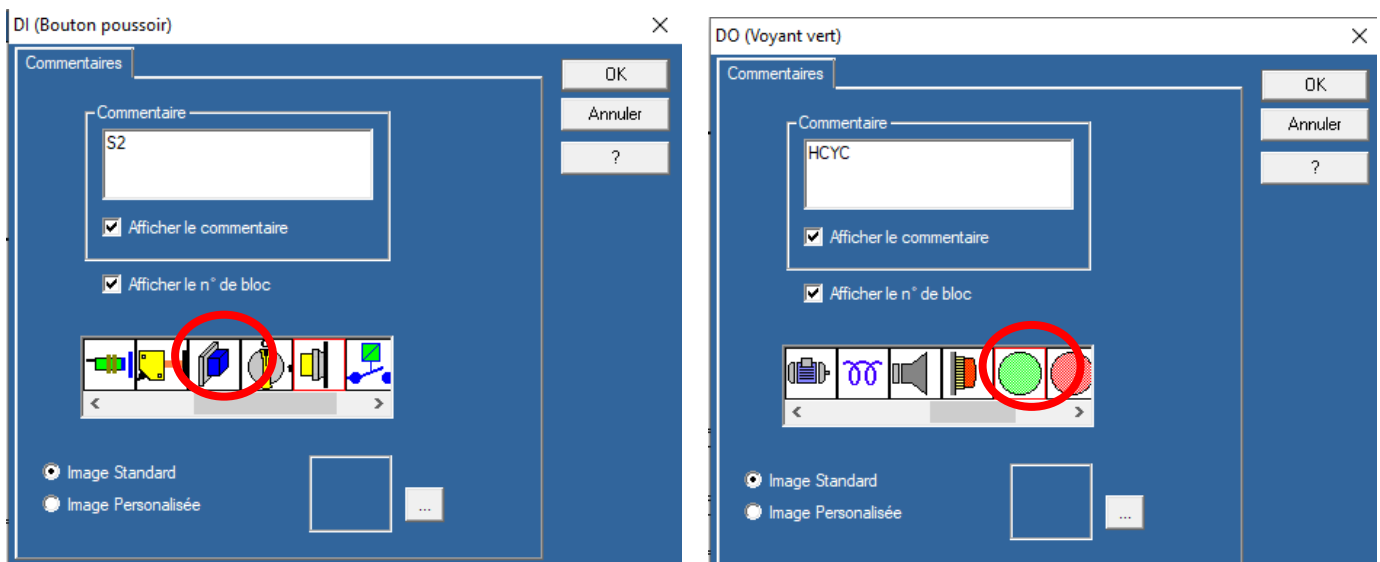 DI (Bouton poussoir)
Commentaires
OK
Annuler
?
Commentaire
S2
Afficher le commentaire
Afficher le n° de bloc
Image Standard
Image Personalisée
...
DO (Voyant vert)
Commentaires
OK
Annuler
?
Commentaire
HCYC
Afficher le commentaire
Afficher le n° de bloc
Image Standard
Image Personalisée
...